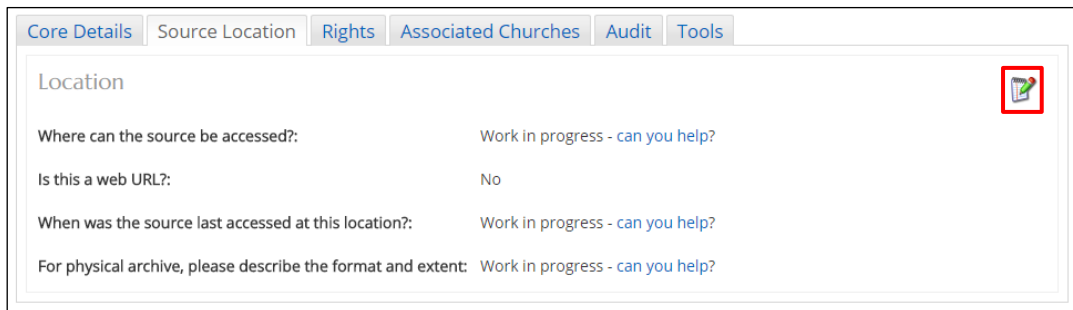 Core Details Source Location Rights Associated Churches Audit Tools
Location
Where can the source be accessed?: Work in progress - can you help?
Is this a web URL?: No
When was the source last accessed at this location?: Work in progress - can you help?
For physical archive, please describe the format and extent: Work in progress - can you help?